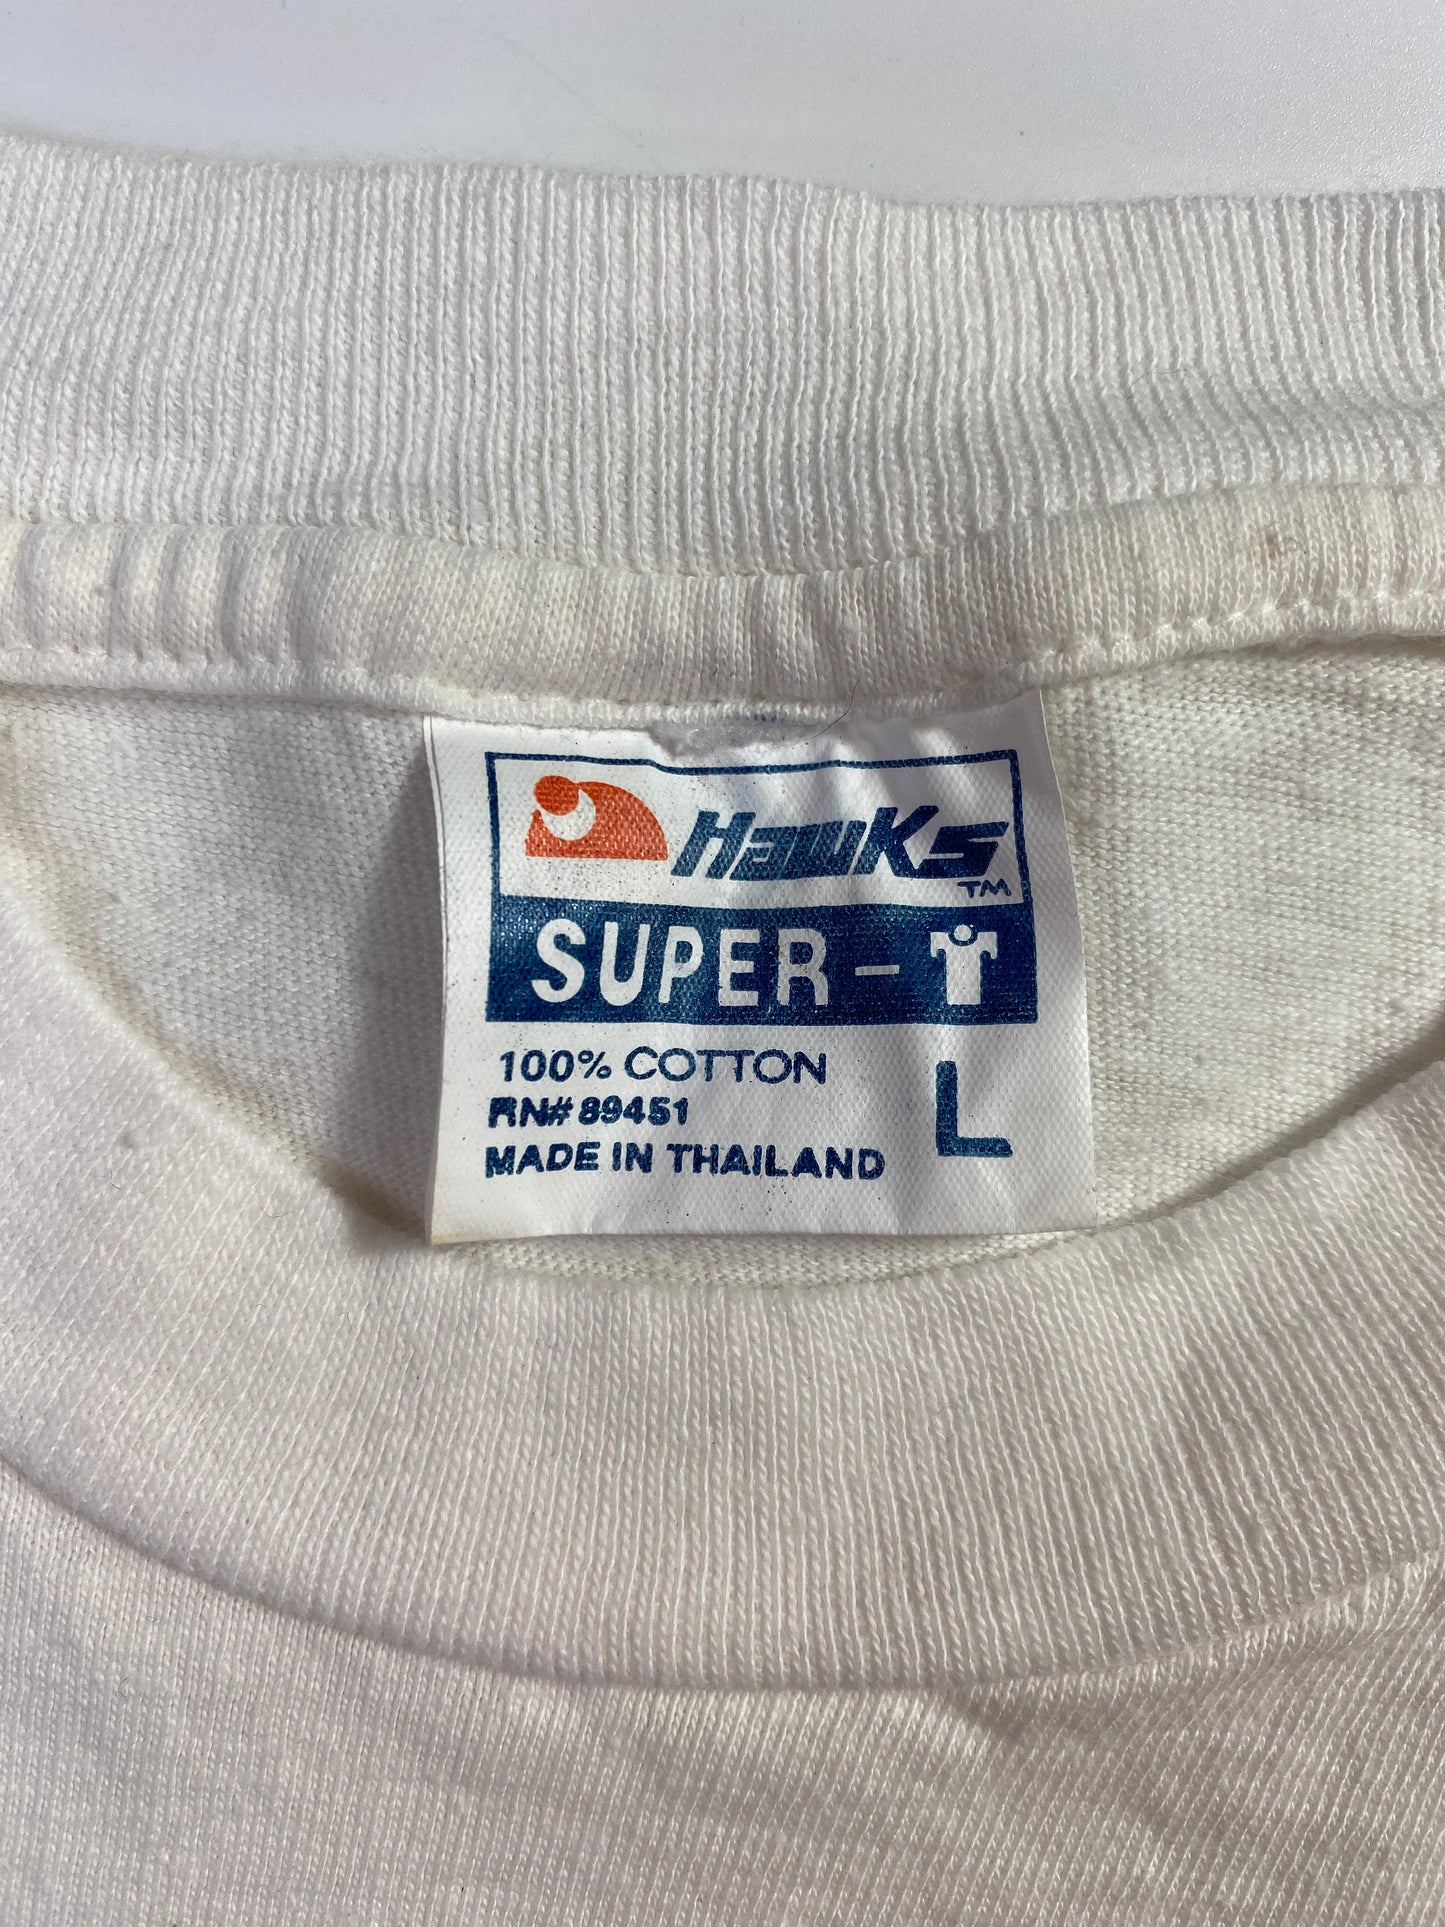 HawKs
TM
SUPER-
100% COTTON
RN# 89451
MADE IN THAILAND
L